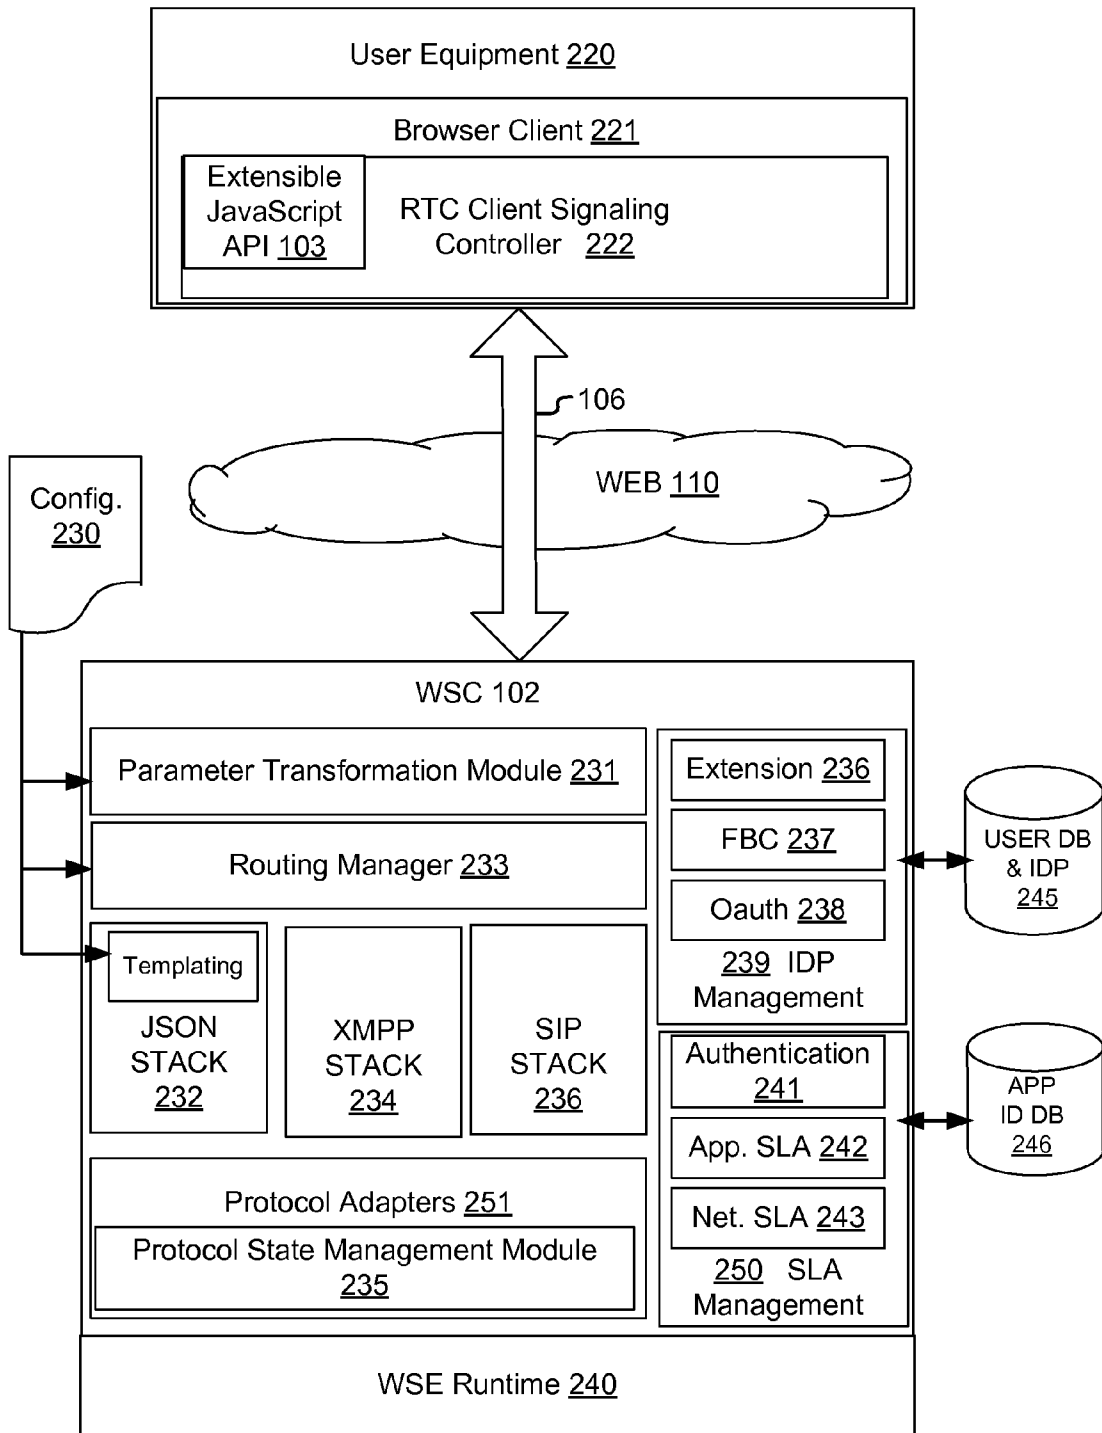 User Equipment 220
Browser Client 221
Extensible
JavaScript
API 103
RTC Client Signaling
Controller 222
106
WEB 110
Config.
230
WSC 102
Parameter Transformation Module 231
Routing Manager 233
Templating
JSON
STACK
232
XMPP
STACK
234
SIP
STACK
236
Protocol Adapters 251
Protocol State Management Module
235
Extension 236
FBC 237
Oauth 238
239 IDP
Management
Authentication
241
App. SLA 242
Net. SLA 243
250 SLA
Management
USER DB
& IDP
245
APP
ID DB
246
WSE Runtime 240